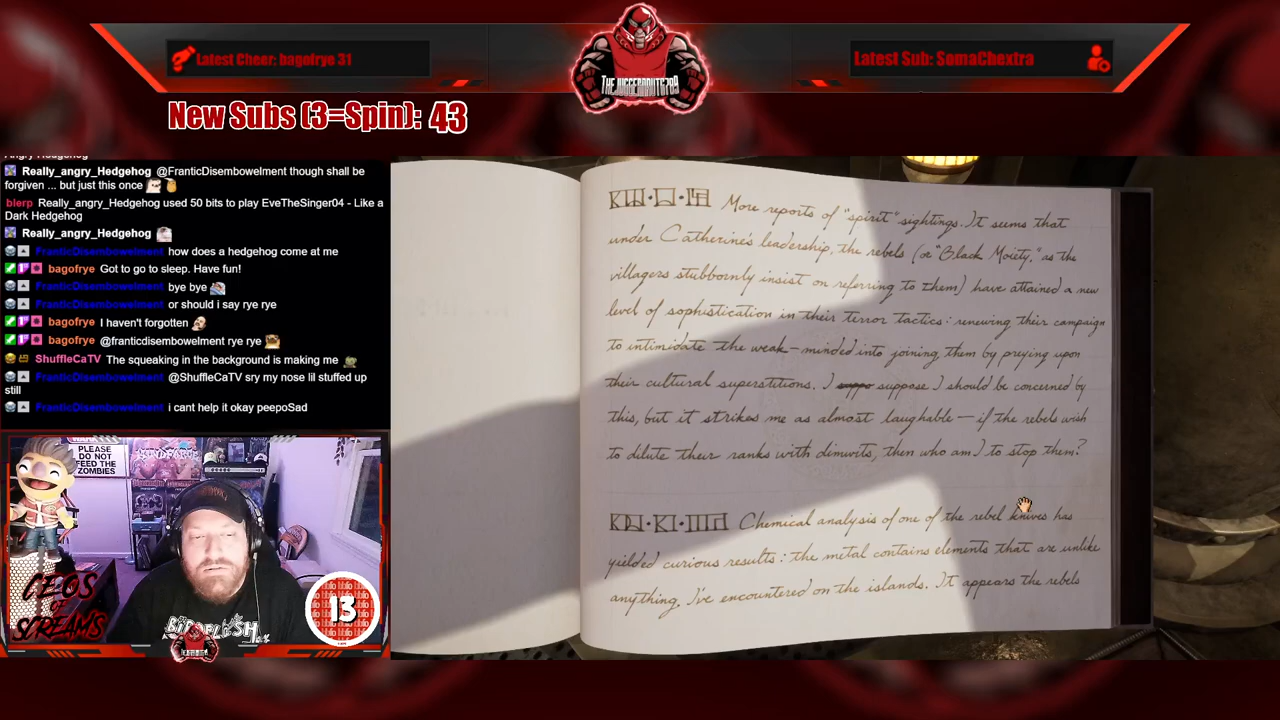 Latest Cheer: bagofrye 31
THEJUGGERNAUT6789
Latest Sub: SomaChextra
New Subs (3=Spin): 43
Angry Hedgehog
Really_angry_Hedgehog @FranticDisembowelment though shall be
forgiven ... but just this once
blerp Really_angry_Hedgehog used 50 bits to play EveTheSinger04 - Like a
Dark Hedgehog
Really_angry_Hedgehog
FranticDisembowelment how does a hedgehog come at me
bagofrye Got to go to sleep. Have fun!
FranticDisembowelment bye bye
FranticDisembowelment or should i say rye rye
bagofrye I haven't forgotten
bagofrye @franticdisembowelment rye rye
ShuffleCaTV The squeaking in the background is making me
FranticDisembowelment @ShuffleCaTV sry my nose lil stuffed up
still
FranticDisembowelment i cant help it okay peepoSad
PLEASE
DO NOT
FEED THE
ZOMBIES
CEOS
OF
SCREAMS
13
More reports of "spirit" sightings. It seems that
under Catherine's leadership, the rebels (or "Black Moiety," as the
villagers stubbornly insist on referring to them) have attained a new
level of sophistication in their terror tactics: renewing their campaign
to intimidate the weak-minded into joining them by preying upon
their cultural superstitions. I suppo suppose I should be concerned by
this, but it strikes me as almost laughable — if the rebels wish
to dilute their ranks with dimwits, then who am I to stop them?
Chemical analysis of one of the rebel knives has
yielded curious results: the metal contains elements that are unlike
anything I've encountered on the islands. It appears the rebels